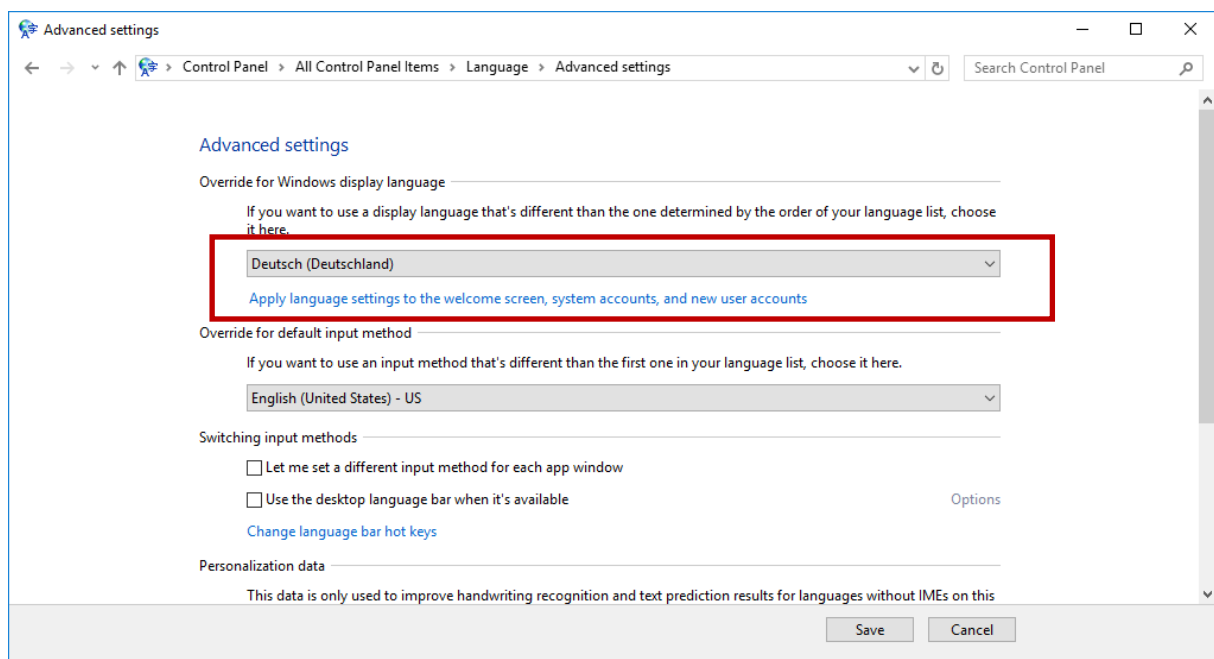 Advanced settings
Control Panel > All Control Panel Items > Language > Advanced settings
Search Control Panel
Advanced settings
Override for Windows display language
If you want to use a display language that's different than the one determined by the order of your language list, choose
it here.
Deutsch (Deutschland)
Apply language settings to the welcome screen, system accounts, and new user accounts
Override for default input method
If you want to use an input method that's different than the first one in your language list, choose it here.
English (United States) - US
Switching input methods
Let me set a different input method for each app window
Use the desktop language bar when it's available
Options
Change language bar hot keys
Personalization data
This data is only used to improve handwriting recognition and text prediction results for languages without IMEs on this
Save
Cancel